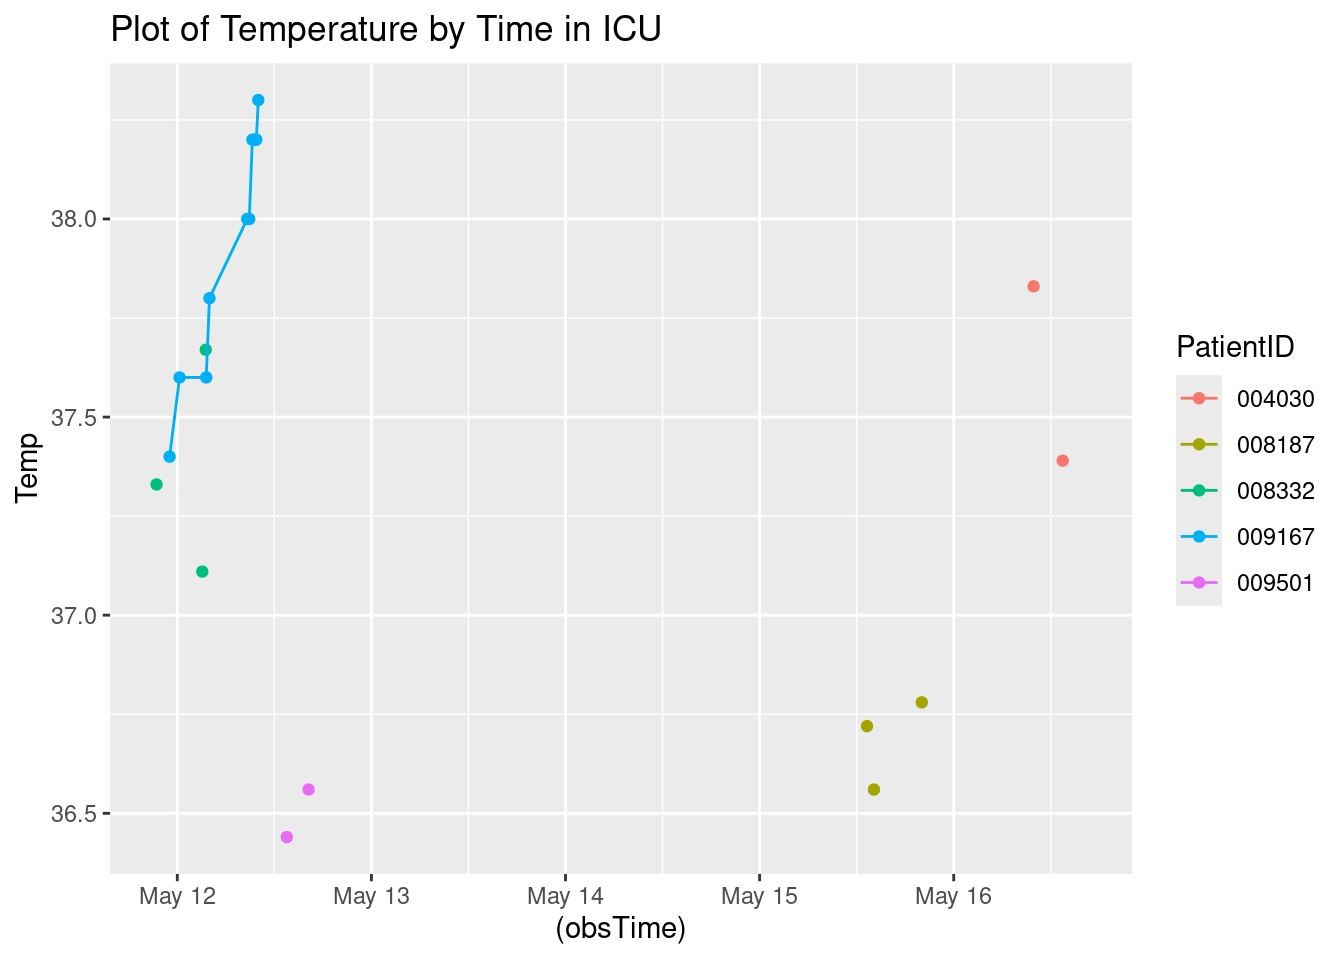 Plot of Temperature by Time in ICU
38.0
37.5
37.0
36.5
Temp
May 12
May 13
May 14
May 15
May 16
(obsTime)
PatientID
004030
008187
008332
009167
009501